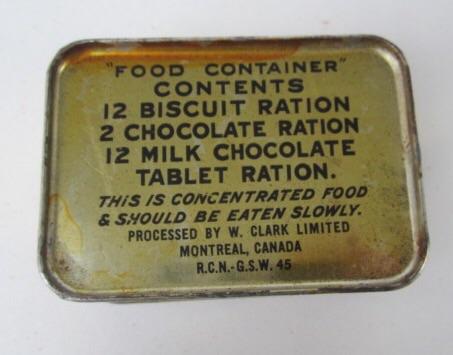 "FOOD CONTAINER"
CONTENTS
12 BISCUIT RATION
2 CHOCOLATE RATION
12 MILK CHOCOLATE
TABLET RATION.
THIS IS CONCENTRATED FOOD
& SHOULD BE EATEN SLOWLY.
PROCESSED BY W. CLARK LIMITED
MONTREAL, CANADA
R.C.N.-G.S.W. 45